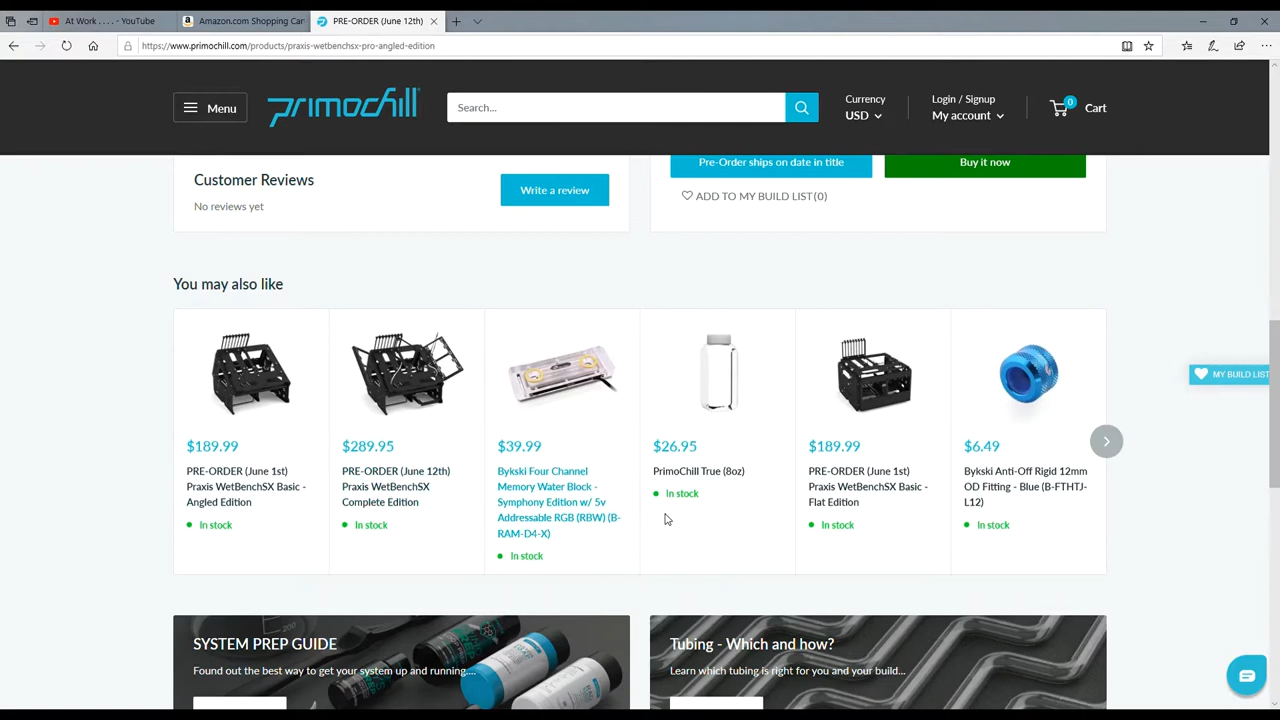 At Work . . . . - YouTube
Amazon.com Shopping Car
PRE-ORDER (June 12th)
https://www.primochill.com/products/praxis-wetbenchsx-pro-angled-edition
Menu
primochill
Search...
Currency
USD
Login / Signup
My account
0
Cart
Customer Reviews
Write a review
No reviews yet
Pre-Order ships on date in title
Buy it now
ADD TO MY BUILD LIST(0)
You may also like
$189.99
PRE-ORDER (June 1st)
Praxis WetBenchSX Basic -
Angled Edition
In stock
$289.95
PRE-ORDER (June 12th)
Praxis WetBenchSX
Complete Edition
In stock
$39.99
Bykski Four Channel
Memory Water Block -
Symphony Edition w/ 5v
Addressable RGB (RBW) (B-
RAM-D4-X)
In stock
$26.95
PrimoChill True (8oz)
In stock
$189.99
PRE-ORDER (June 1st)
Praxis WetBenchSX Basic -
Flat Edition
In stock
$6.49
Bykski Anti-Off Rigid 12mm
OD Fitting - Blue (B-FTHTJ-
L12)
In stock
MY BUILD LIST
SYSTEM PREP GUIDE
Found out the best way to get your system up and running....
Tubing - Which and how?
Learn which tubing is right for you and your build...